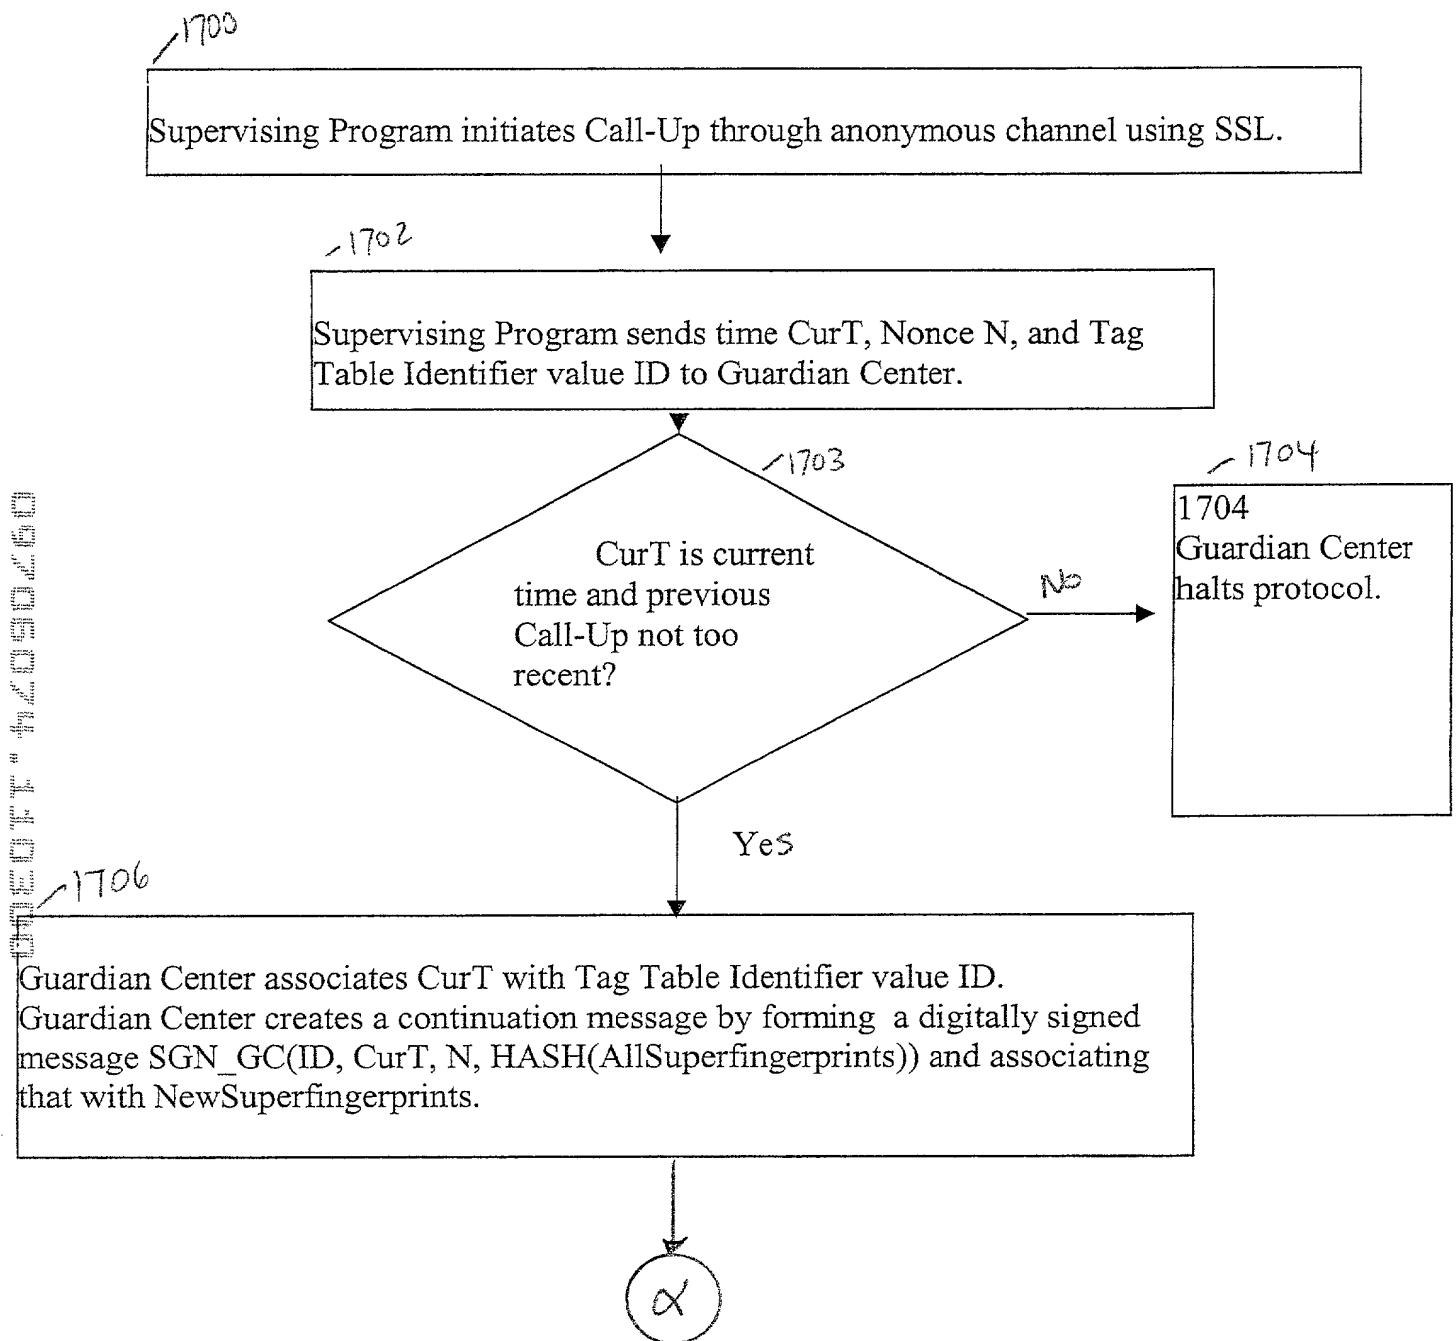 1700
Supervising Program initiates Call-Up through anonymous channel using SSL.
1702
Supervising Program sends time CurT, Nonce N, and Tag
Table Identifier value ID to Guardian Center.
1703
CurT is current
time and previous
Call-Up not too
recent?
No
1704
1704
Guardian Center
halts protocol.
Yes
1706
Guardian Center associates CurT with Tag Table Identifier value ID.
Guardian Center creates a continuation message by forming a digitally signed
message SGN_GC(ID, CurT, N, HASH(AllSuperfingerprints)) and associating
that with NewSuperfingerprints.
α